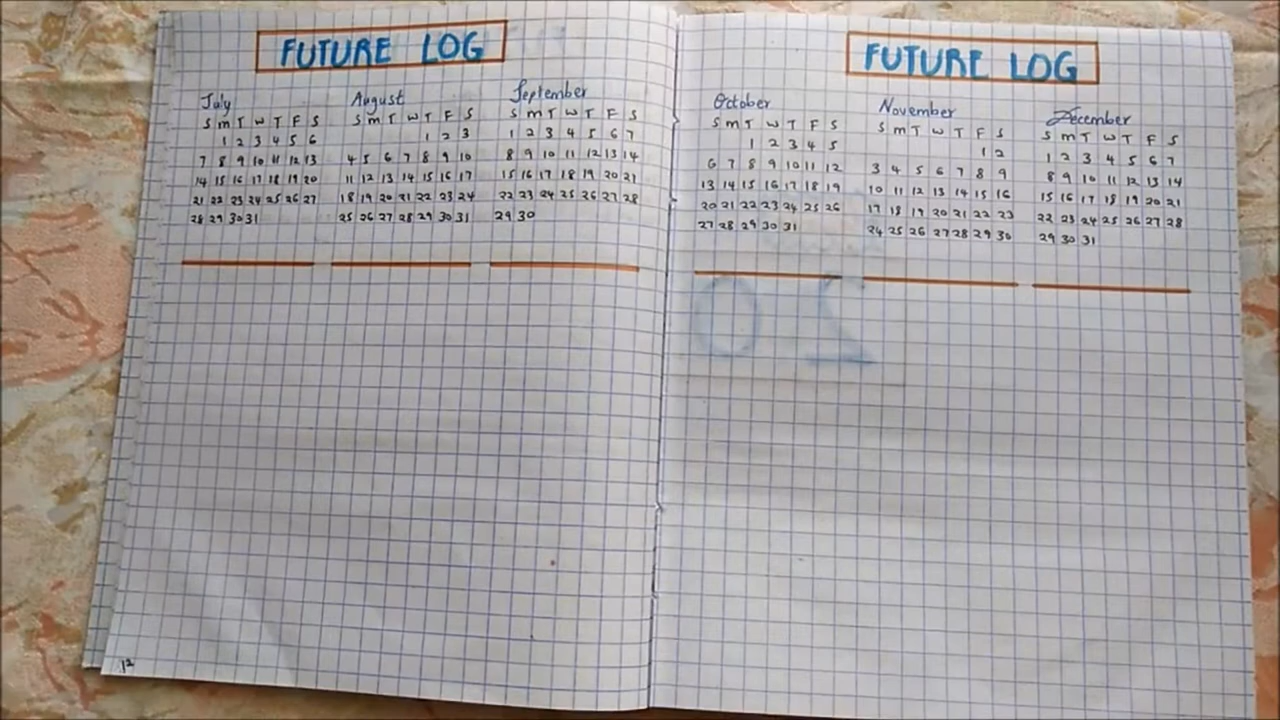 FUTURE LOG
July
S M T W T F S
1 2 3 4 5 6
7 8 9 10 11 12 13
14 15 16 17 18 19 20
21 22 23 24 25 26 27
28 29 30 31
August
S M T W T F S
1 2 3
4 5 6 7 8 9 10
11 12 13 14 15 16 17
18 19 20 21 22 23 24
25 26 27 28 29 30 31
September
S M T W T F S
1 2 3 4 5 6 7
8 9 10 11 12 13 14
15 16 17 18 19 20 21
22 23 24 25 26 27 28
29 30
12
FUTURE LOG
October
S M T W T F S
1 2 3 4 5
6 7 8 9 10 11 12
13 14 15 16 17 18 19
20 21 22 23 24 25 26
27 28 29 30 31
November
S M T W T F S
1 2
3 4 5 6 7 8 9
10 11 12 13 14 15 16
17 18 19 20 21 22 23
24 25 26 27 28 29 30
December
S M T W T F S
1 2 3 4 5 6 7
8 9 10 11 12 13 14
15 16 17 18 19 20 21
22 23 24 25 26 27 28
29 30 31